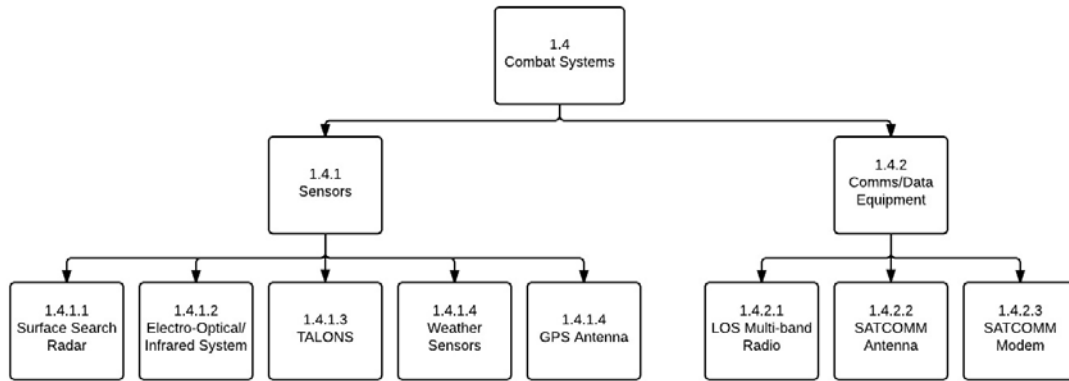 1.4
Combat Systems
1.4.1
Sensors
1.4.2
Comms/Data
Equipment
1.4.1.1
Surface Search
Radar
1.4.1.2
Electro-Optical/
Infrared System
1.4.1.3
TALONS
1.4.1.4
Weather
Sensors
1.4.1.4
GPS Antenna
1.4.2.1
LOS Multi-band
Radio
1.4.2.2
SATCOMM
Antenna
1.4.2.3
SATCOMM
Modem